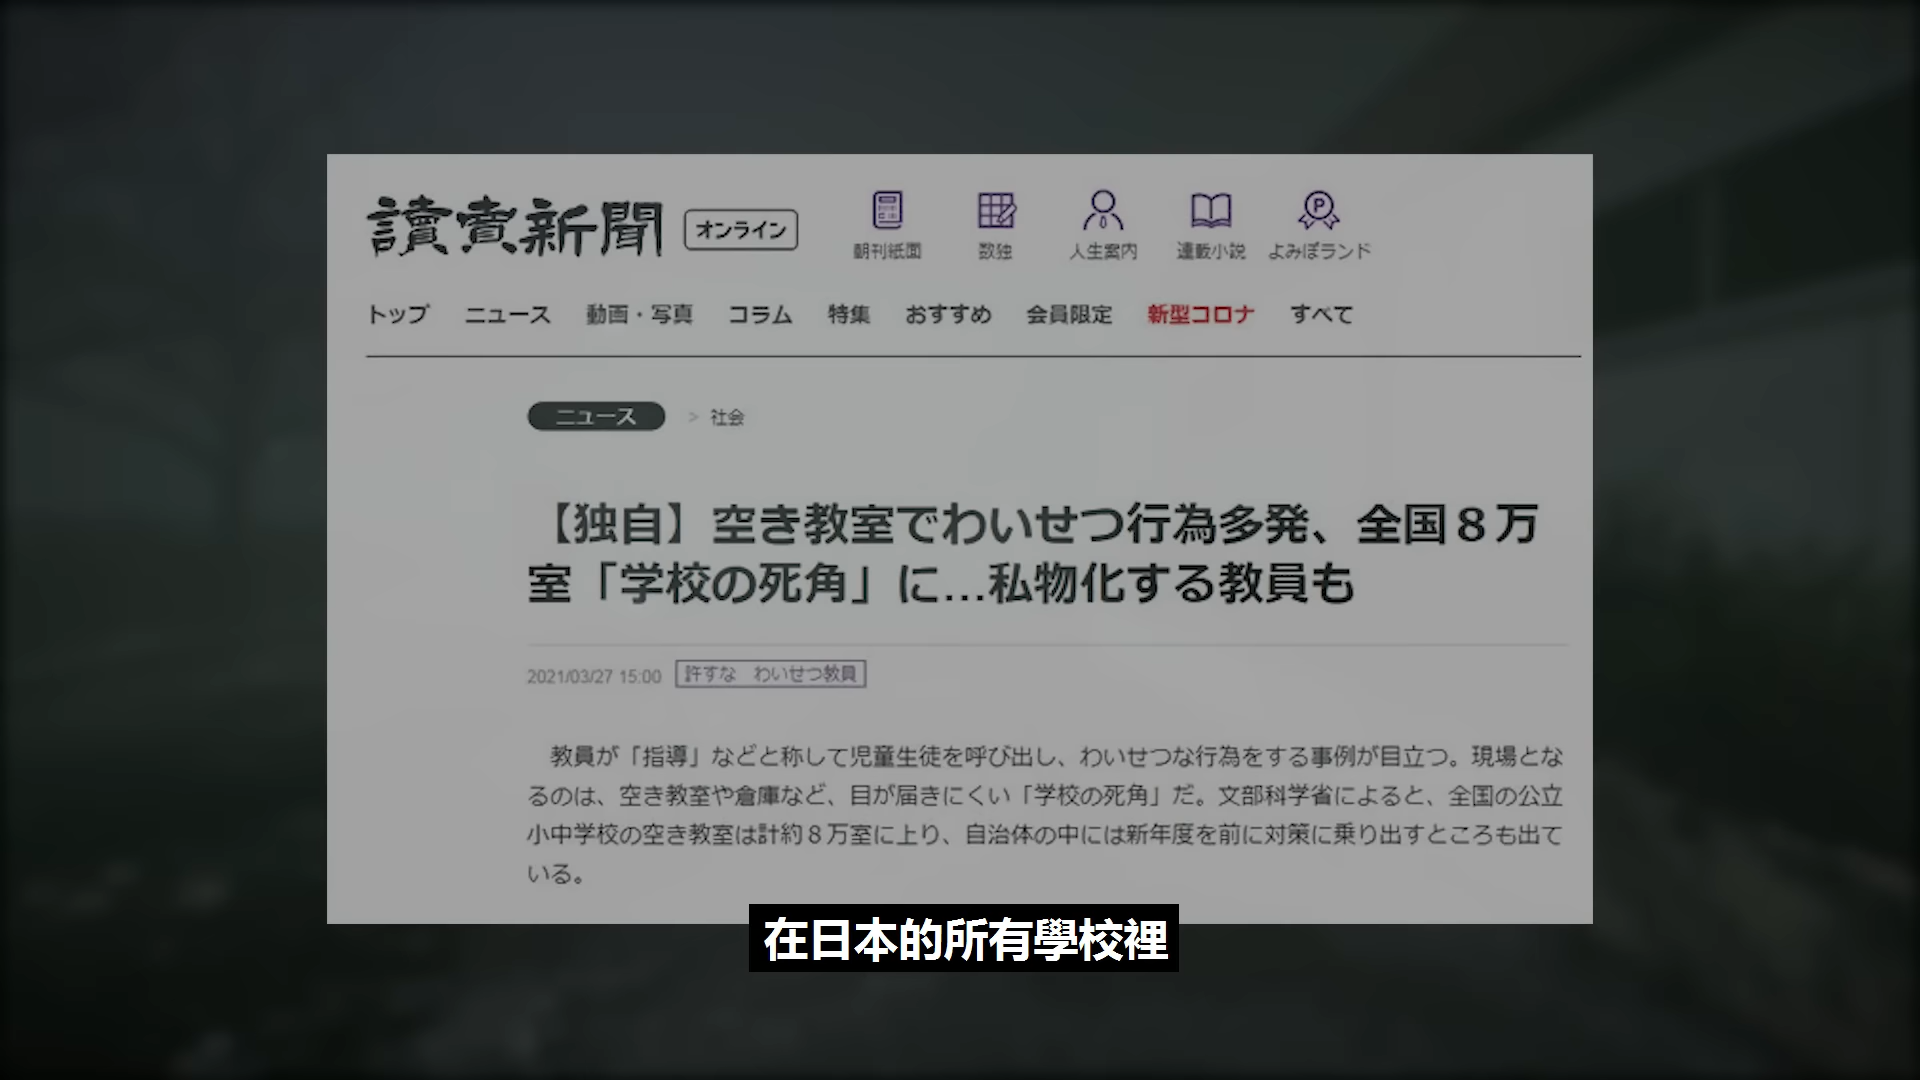 讀賣新聞 オンライン
朝刊紙面 数独 人生案内 連載小説 よみぽランド
トップ ニュース 動画・写真 コラム 特集 おすすめ 会員限定 新型コロナ すべて
ニュース > 社会
【独自】空き教室でわいせつ行為多発、全国８万
室「学校の死角」に…私物化する教員も
2021/03/27 15:00 許すな　わいせつ教員
教員が「指導」などと称して児童生徒を呼び出し、わいせつな行為をする事例が目立つ。現場とな
るのは、空き教室や倉庫など、目が届きにくい「学校の死角」だ。文部科学省によると、全国の公立
小中学校の空き教室は計約８万室に上り、自治体の中には新年度を前に対策に乗り出すところも出て
いる。
在日本的所有學校裡